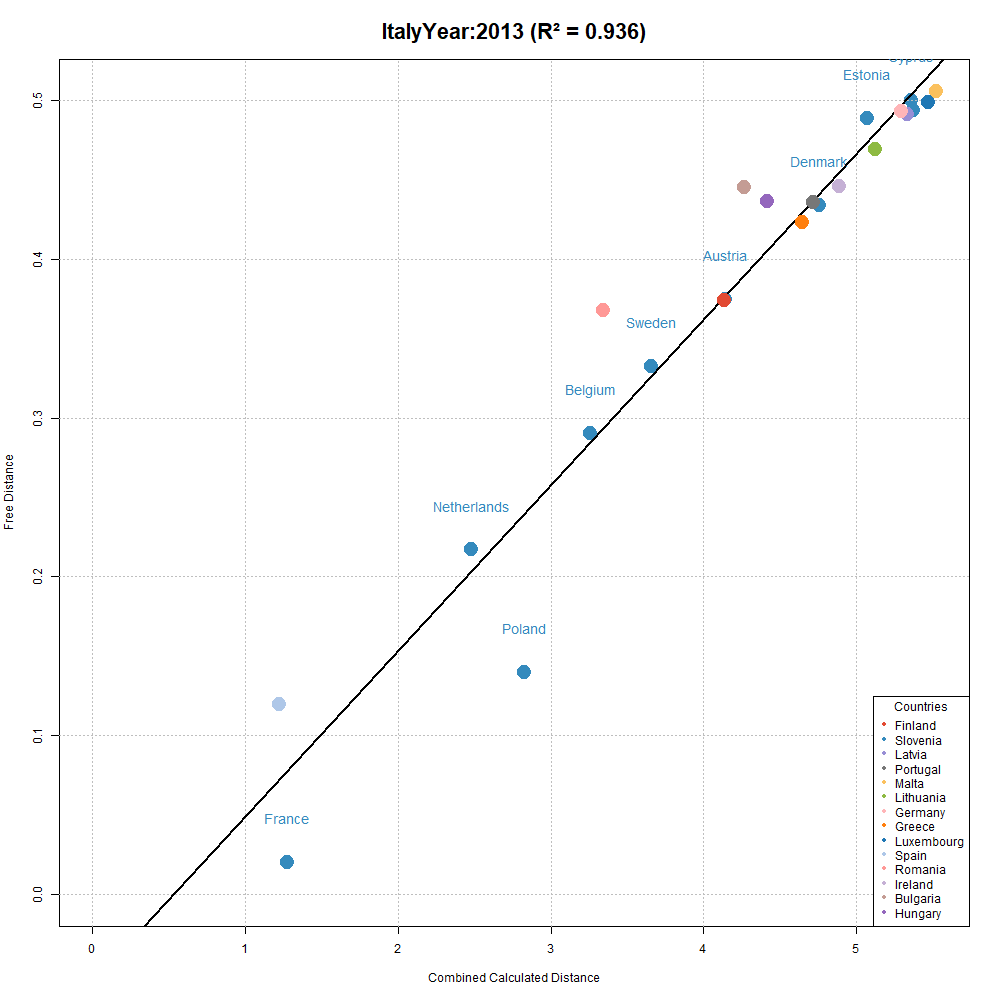 ItalyYear:2013 (R² = 0.936)
Estonia
Denmark
Austria
Sweden
Belgium
Netherlands
Poland
France
0.5
0.4
0.3
0.2
0.1
0.0
Free Distance
0 1 2 3 4 5
Combined Calculated Distance
Countries
Finland
Slovenia
Latvia
Portugal
Malta
Lithuania
Germany
Greece
Luxembourg
Spain
Romania
Ireland
Bulgaria
Hungary